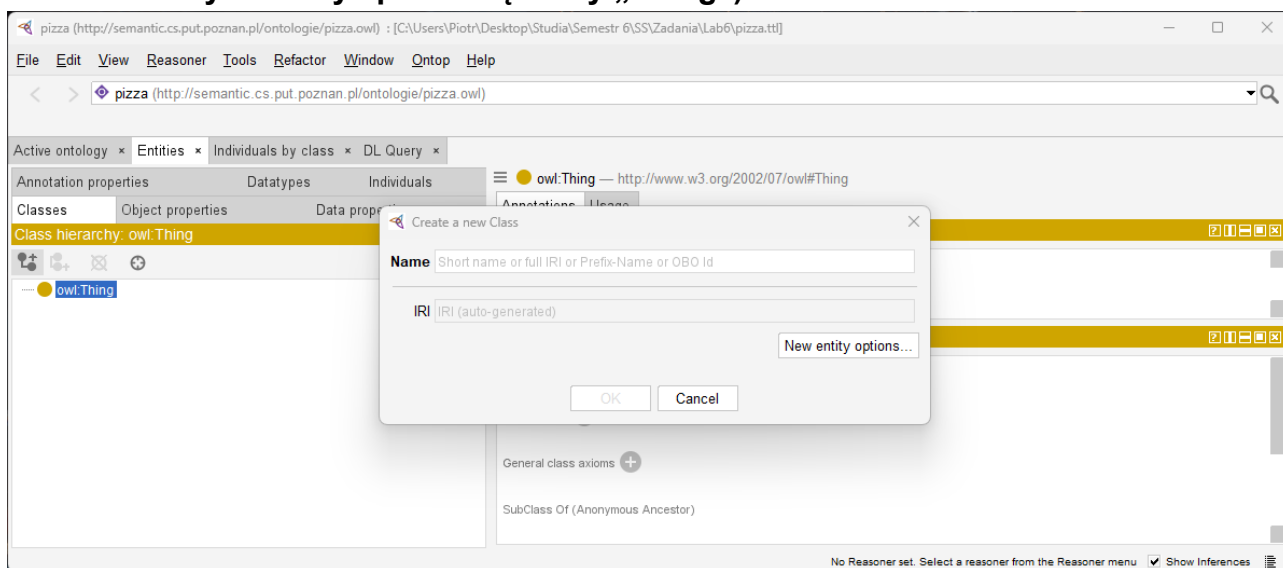 pizza (http://semantic.cs.put.poznan.pl/ontologie/pizza.owl) : [C:\Users\Piotr\Desktop\Studia\Semestr 6\SS\Zadania\Lab6\pizza.ttl]
File Edit View Reasoner Tools Refactor Window Ontop Help
pizza (http://semantic.cs.put.poznan.pl/ontologie/pizza.owl)
Active ontology × Entities × Individuals by class × DL Query ×
Annotation properties Datatypes Individuals
owl:Thing — http://www.w3.org/2002/07/owl#Thing
Classes Object properties Data prope
Annotations Usage
Class hierarchy: owl:Thing
owl:Thing
Create a new Class
Name Short name or full IRI or Prefix-Name or OBO Id
IRI IRI (auto-generated)
New entity options...
OK Cancel
General class axioms
SubClass Of (Anonymous Ancestor)
No Reasoner set. Select a reasoner from the Reasoner menu Show Inferences